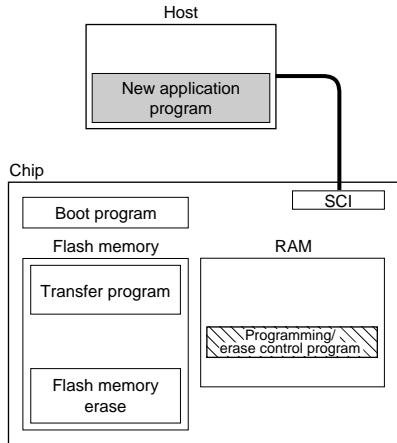 Host
New application
program
Chip
SCI
Boot program
Flash memory
RAM
Transfer program
Programming/
erase control program
Flash memory
erase